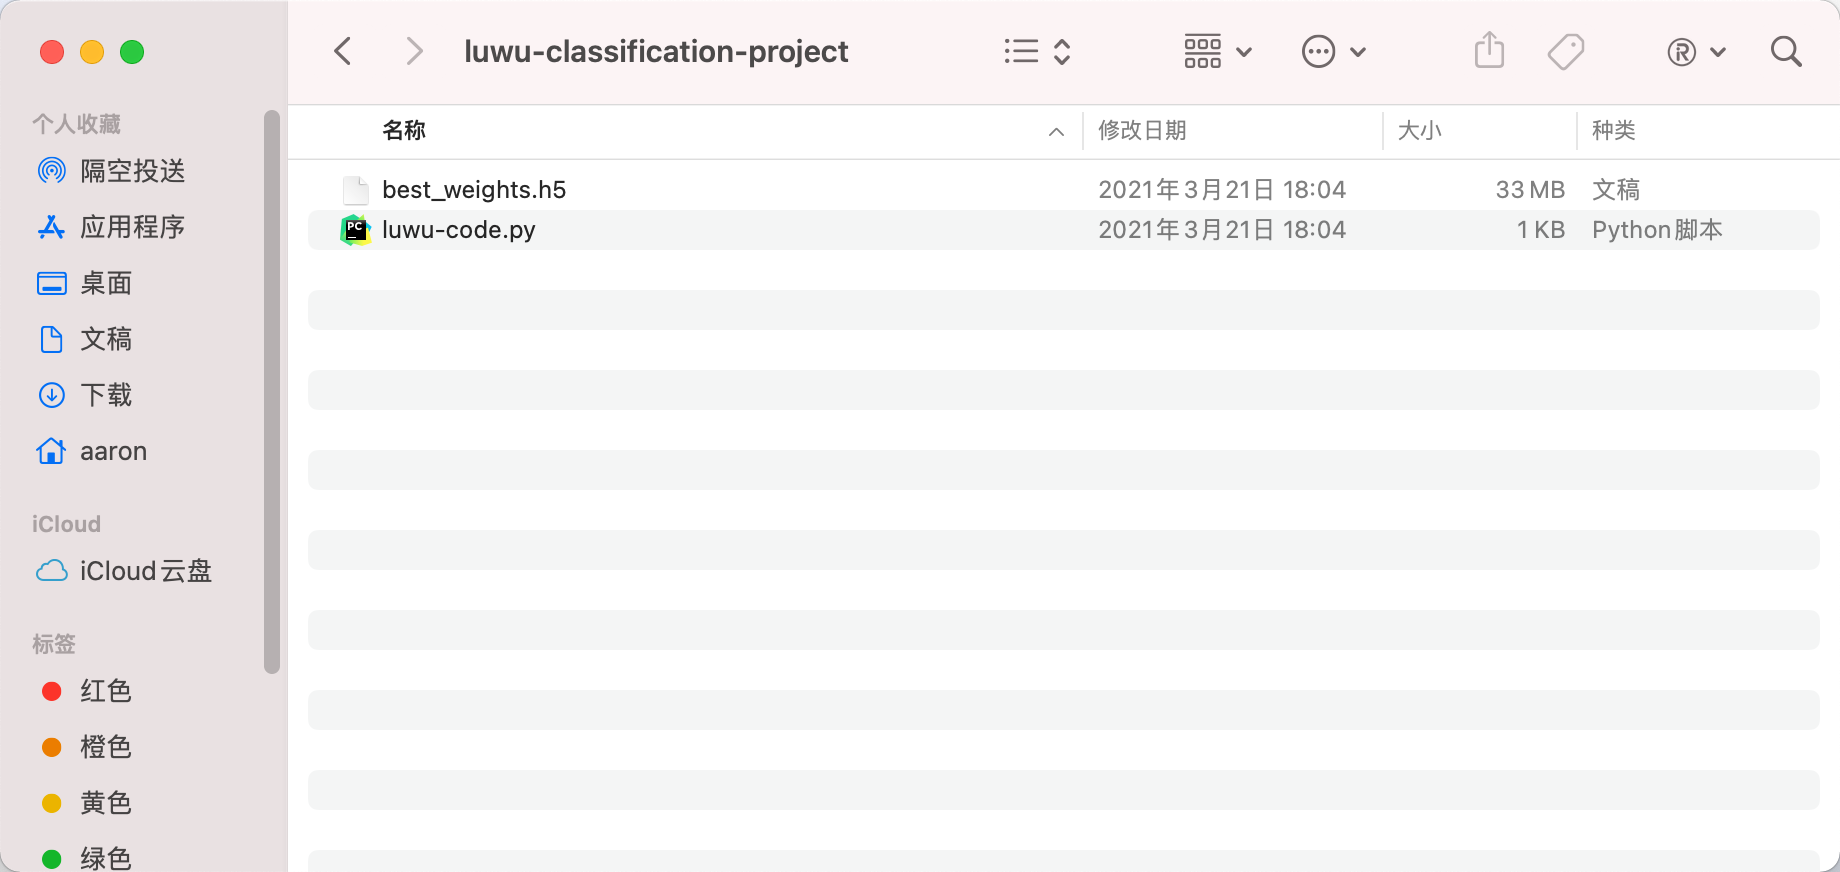 luwu-classification-project
个人收藏
隔空投送
应用程序
桌面
文稿
下载
aaron
iCloud
iCloud云盘
标签
红色
橙色
黄色
绿色
名称 修改日期 大小 种类
best_weights.h5 2021年3月21日 18:04 33 MB 文稿
PC luwu-code.py 2021年3月21日 18:04 1 KB Python脚本